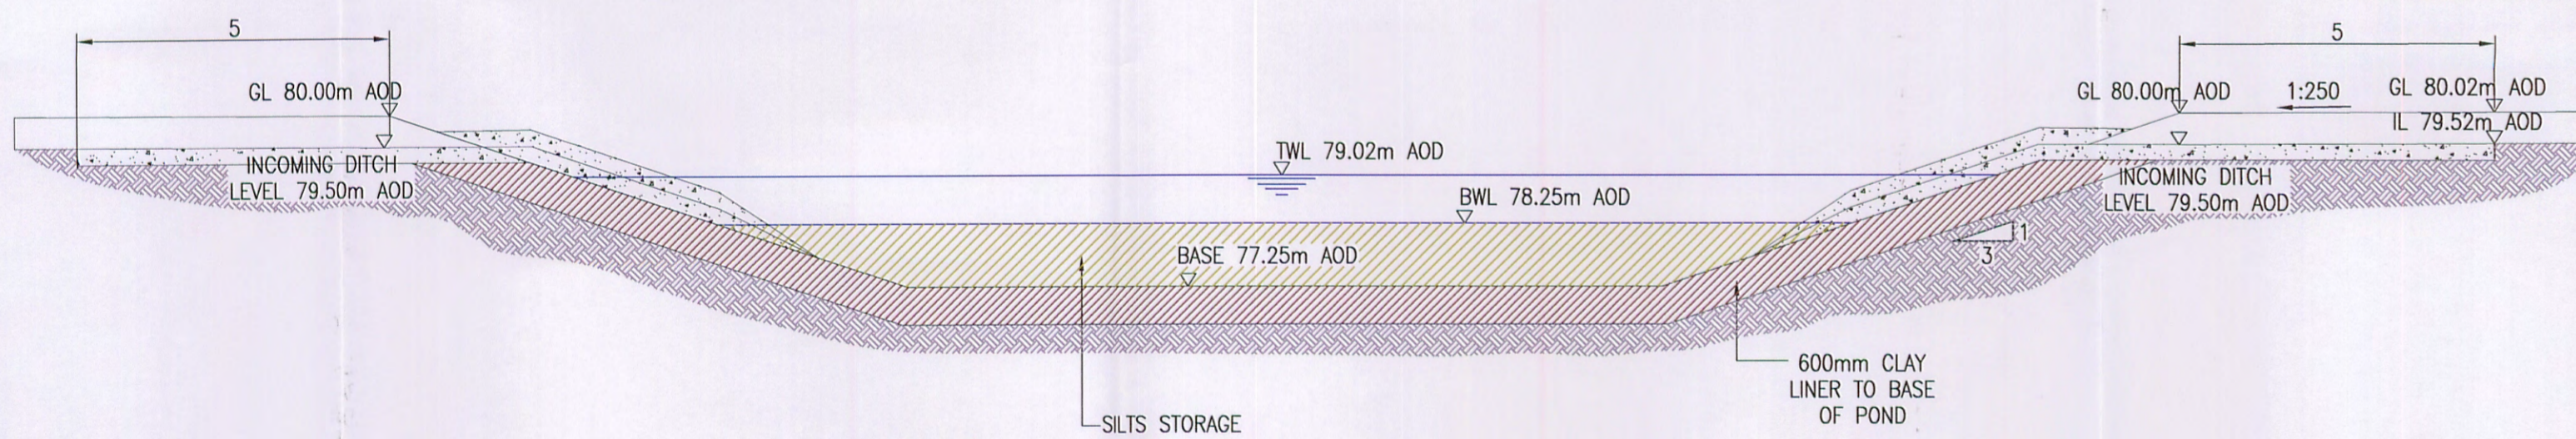 5
5
GL 80.00m AOD
GL 80.00m AOD
1:250
GL 80.02m AOD
IL 79.52m AOD
TWL 79.02m AOD
INCOMING DITCH
LEVEL 79.50m AOD
BWL 78.25m AOD
INCOMING DITCH
LEVEL 79.50m AOD
BASE 77.25m AOD
1
3
600mm CLAY
LINER TO BASE
OF POND
SILTS STORAGE